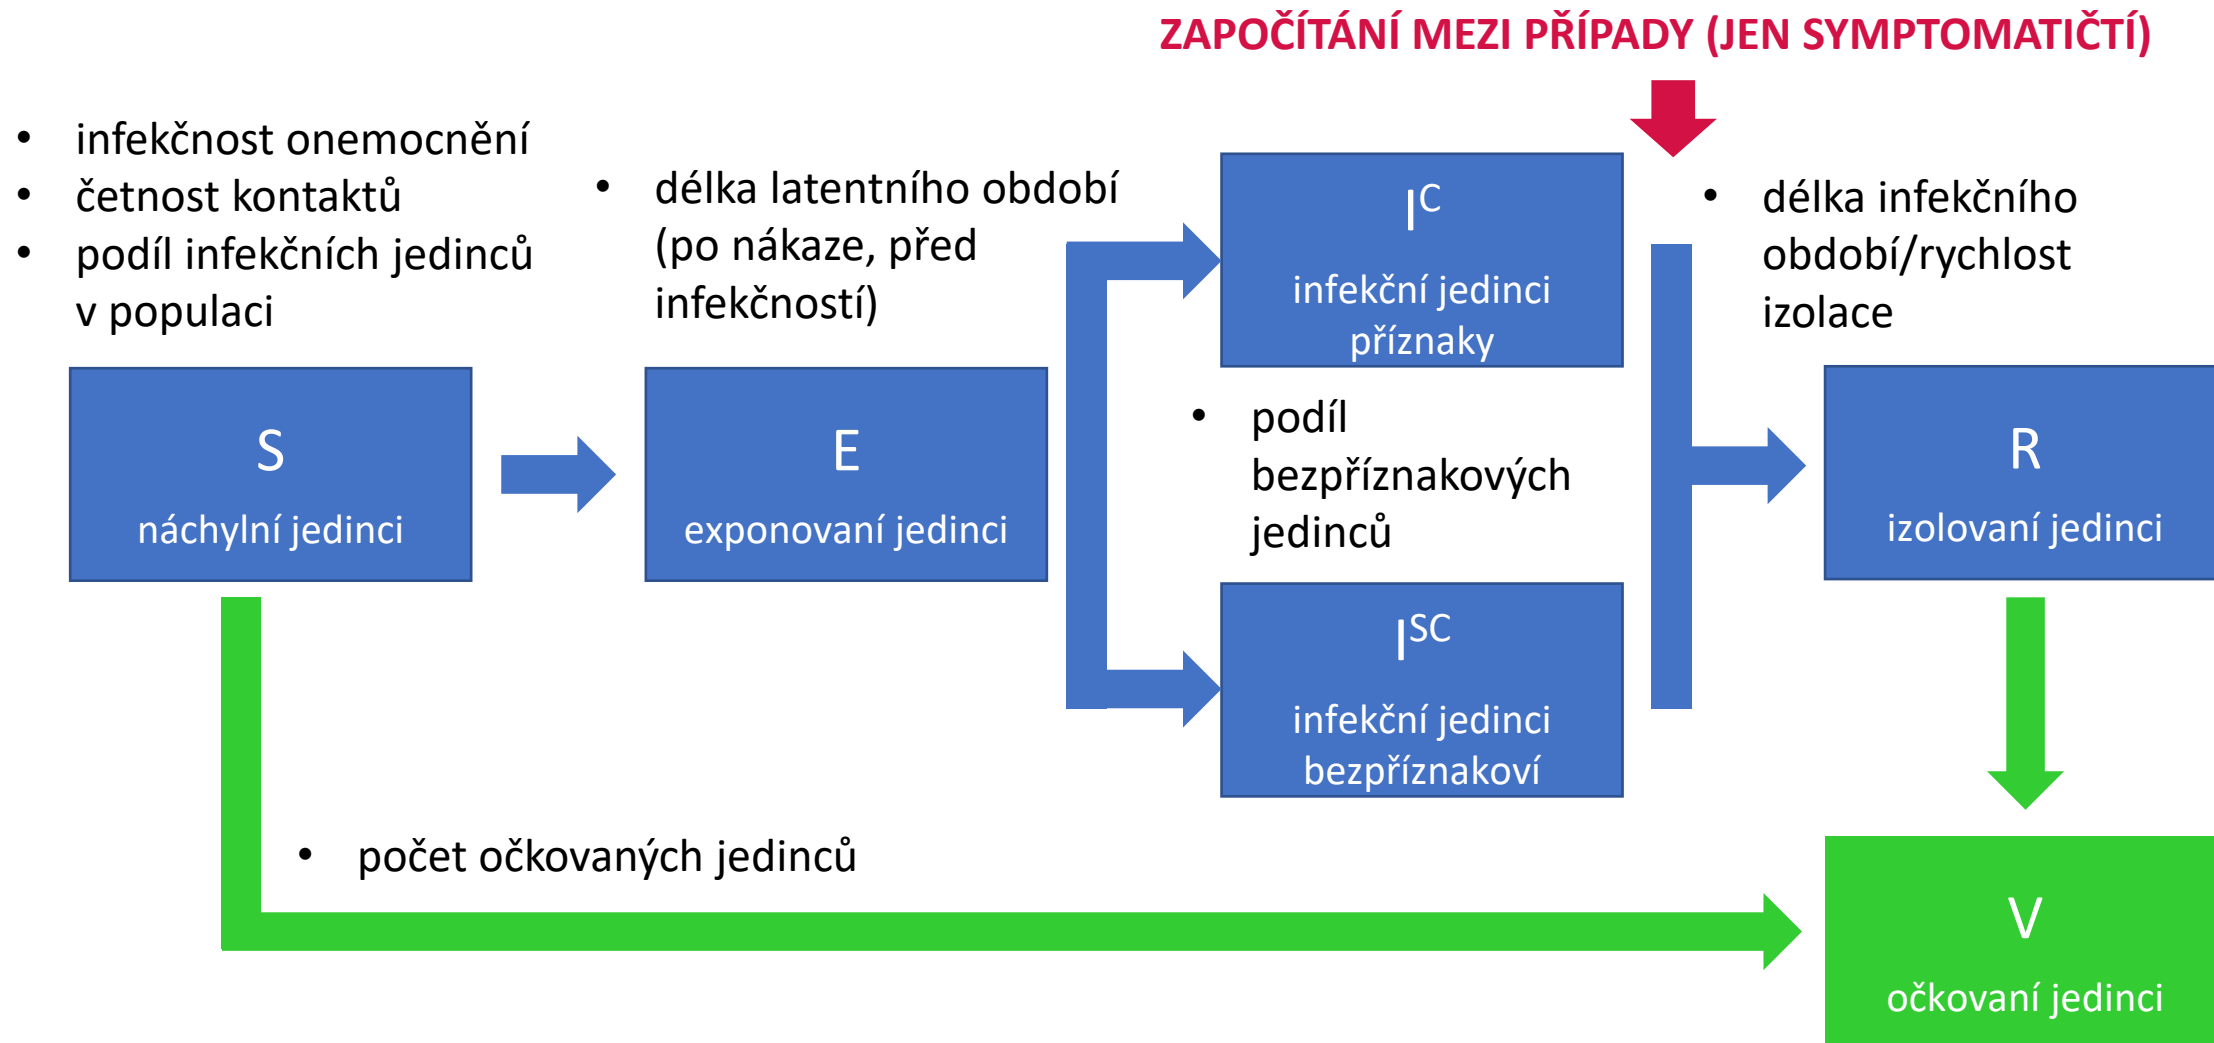 ZAPOČÍTÁNÍ MEZI PŘÍPADY (JEN SYMPTOMATIČTÍ)
• infekčnost onemocnění
• četnost kontaktů
• podíl infekčních jedinců
v populaci
• délka latentního období
(po nákaze, před
infekčností)
I^C
infekční jedinci
příznaky
• délka infekčního
období/rychlost
izolace
S
náchylní jedinci
E
exponovaní jedinci
• podíl
bezpříznakových
jedinců
R
izolovaní jedinci
I^SC
infekční jedinci
bezpříznakoví
• počet očkovaných jedinců
V
očkovaní jedinci